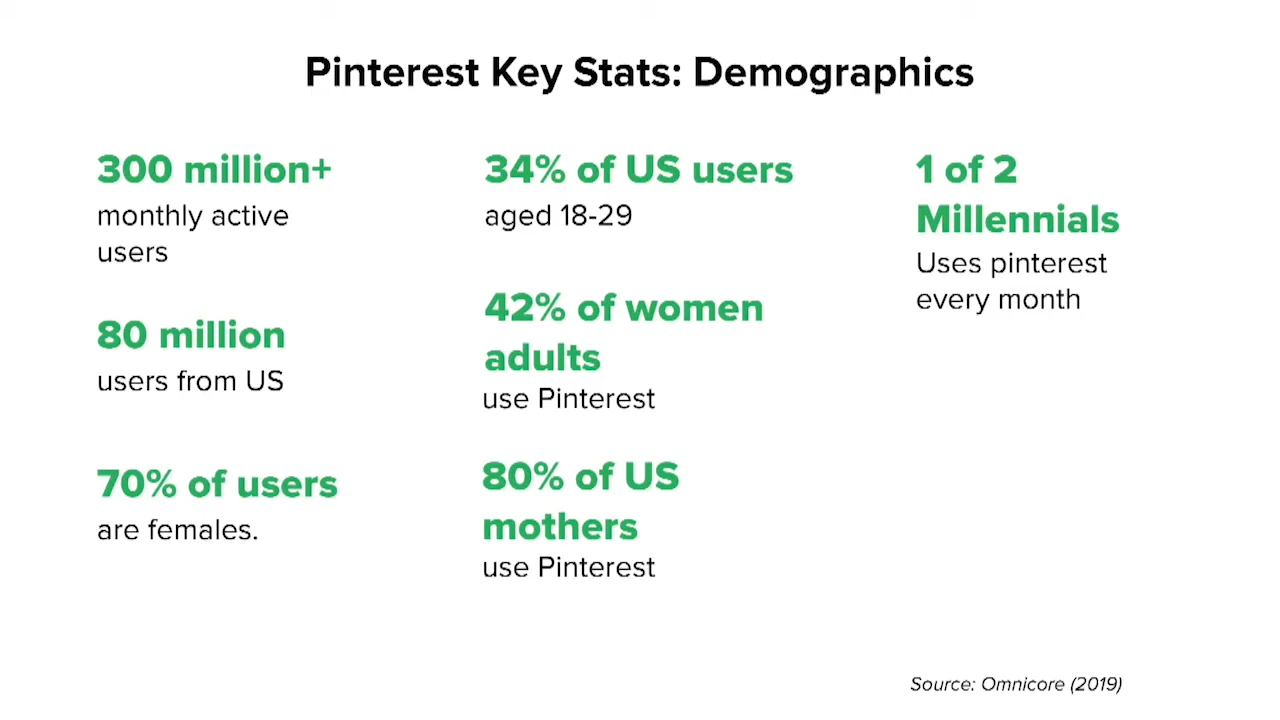 Pinterest Key Stats: Demographics
300 million+
monthly active
users
80 million
users from US
70% of users
are females.
34% of US users
aged 18-29
42% of women
adults
use Pinterest
80% of US
mothers
use Pinterest
1 of 2
Millennials
Uses pinterest
every month
Source: Omnicore (2019)